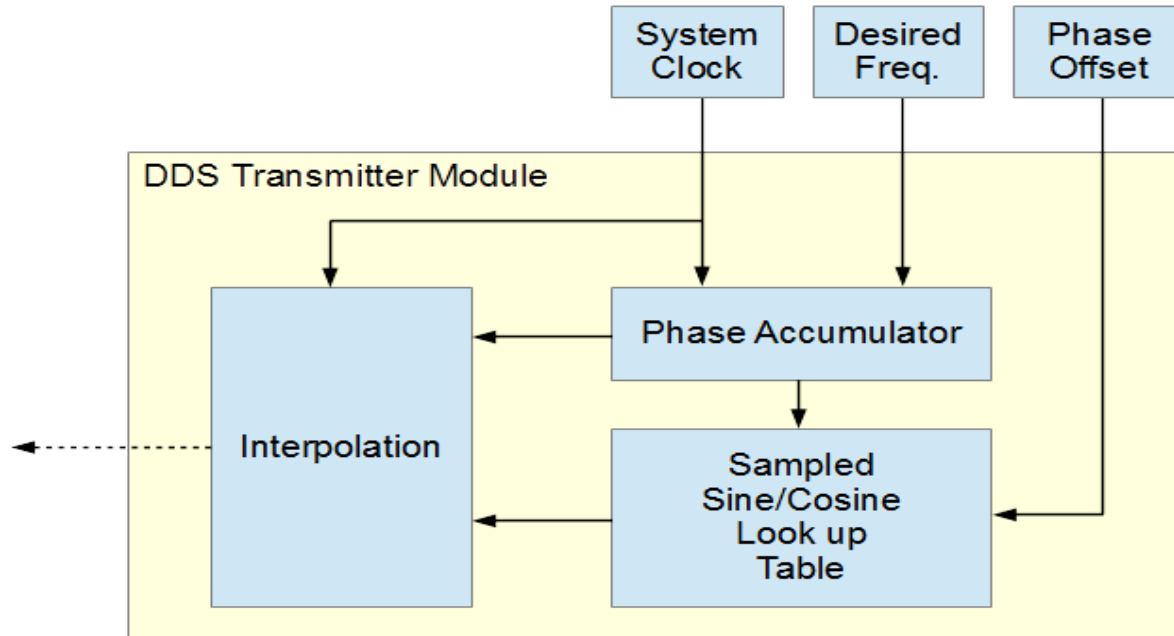 System
Clock
Desired
Freq.
Phase
Offset
DDS Transmitter Module
Phase Accumulator
Interpolation
Sampled
Sine/Cosine
Look up
Table